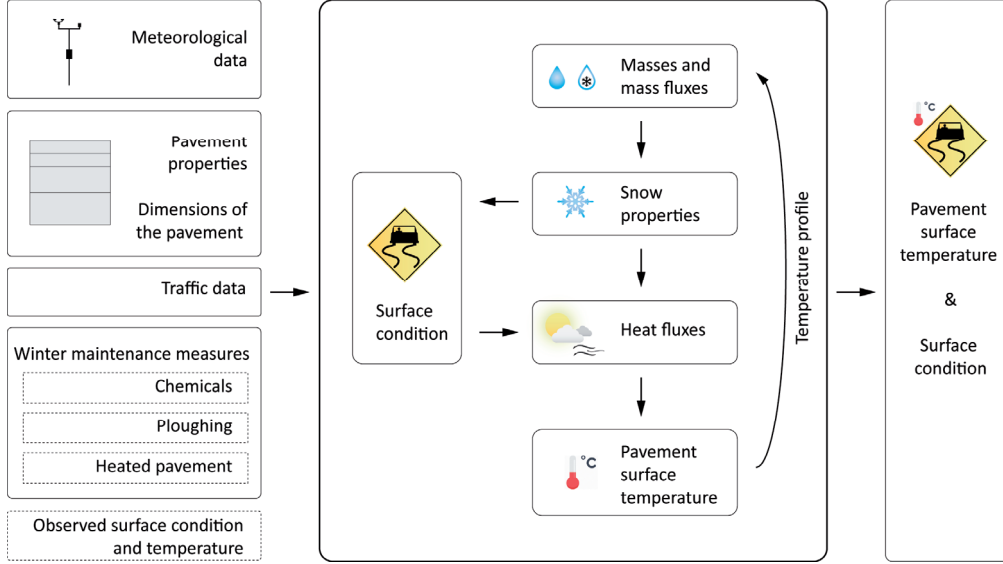 Meteorological
data
Pavement
properties
Dimensions of
the pavement
Traffic data
Winter maintenance measures
Chemicals
Ploughing
Heated pavement
Observed surface condition
and temperature
Masses and
mass fluxes
Snow
properties
Surface
condition
Heat fluxes
°C
Pavement
surface
temperature
Temperature profile
°C
Pavement
surface
temperature
&
Surface
condition